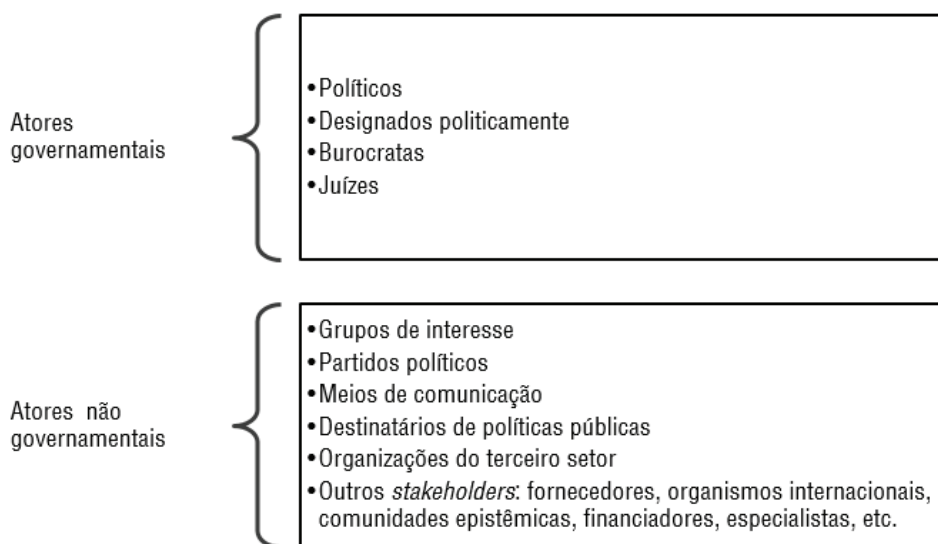 Atores
governamentais
•Políticos
•Designados politicamente
•Burocratas
•Juízes
Atores não
governamentais
•Grupos de interesse
•Partidos políticos
•Meios de comunicação
•Destinatários de políticas públicas
•Organizações do terceiro setor
•Outros stakeholders: fornecedores, organismos internacionais,
comunidades epistêmicas, financiadores, especialistas, etc.